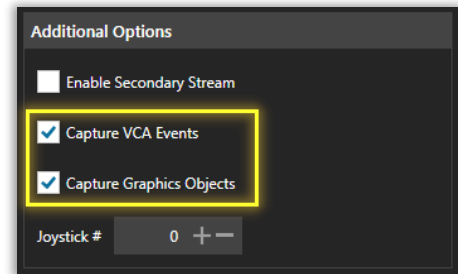 Additional Options
Enable Secondary Stream
Capture VCA Events
Capture Graphics Objects
Joystick # 0